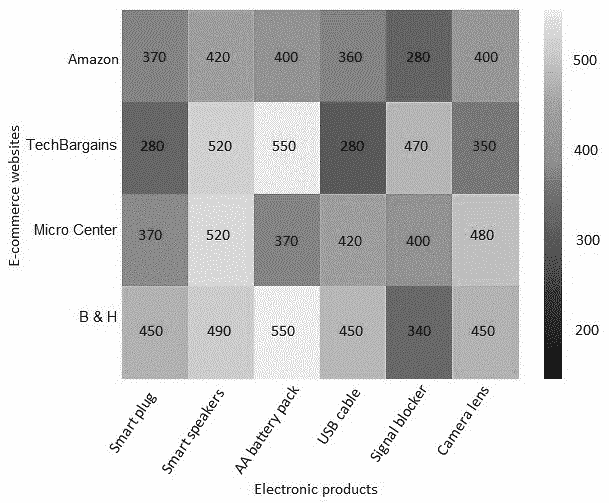 Amazon 370 420 400 360 280 400
TechBargains 280 520 550 280 470 350
Micro Center 370 520 370 420 400 480
B & H 450 490 550 450 340 450
E-commerce websites
Smart plug
Smart speakers
AA battery pack
USB cable
Signal blocker
Camera lens
Electronic products
500
400
300
200